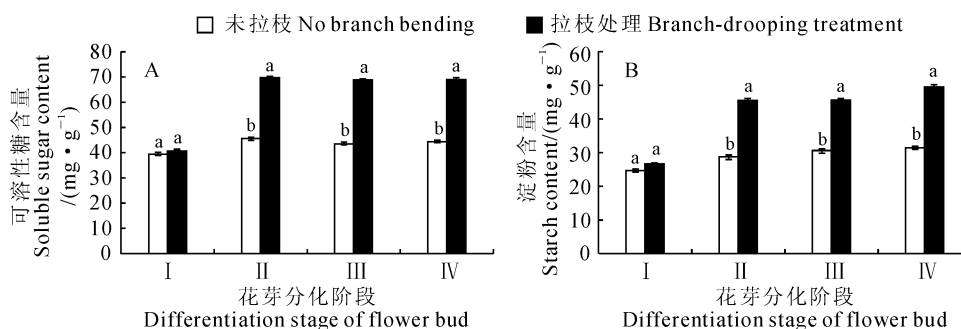 未拉枝 No branch bending
拉枝处理 Branch-drooping treatment
A
可溶性糖含量
Soluble sugar content
/(mg·g⁻¹)
80
70
60
50
40
30
20
10
0
a a
b a
b a
b a
Ⅰ Ⅱ Ⅲ Ⅳ
花芽分化阶段
Differentiation stage of flower bud
B
淀粉含量
Starch content/(mg·g⁻¹)
60
50
40
30
20
10
0
a a
b a
b a
b a
Ⅰ Ⅱ Ⅲ Ⅳ
花芽分化阶段
Differentiation stage of flower bud